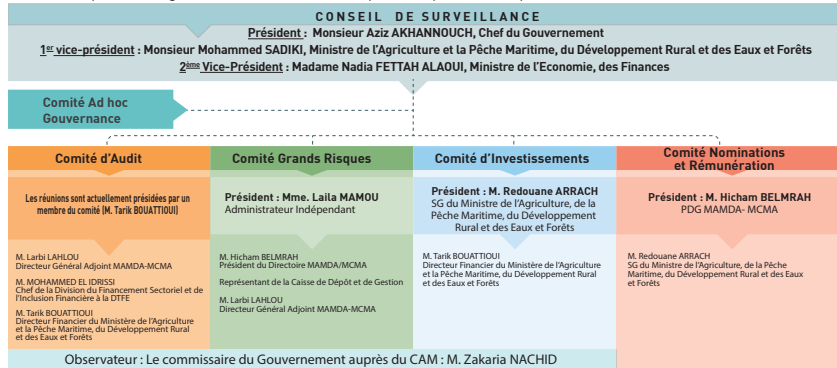 CONSEIL DE SURVEILLANCE
Président : Monsieur Aziz AKHANNOUCH, Chef du Gouvernement
1er vice-président : Monsieur Mohammed SADIKI, Ministre de l'Agriculture et la Pêche Maritime, du Développement Rural et des Eaux et Forêts
2ème Vice-Président : Madame Nadia FETTAH ALAOUI, Ministre de l'Economie, des Finances
Comité Ad hoc
Gouvernance
Comité d'Audit
Les réunions sont actuellement présidées par un
membre du comité (M. Tarik BOUATTIOUI)
M. Larbi LAHLOU
Directeur Général Adjoint MAMDA-MCMA
M. MOHAMMED EL IDRISSI
Chef de la Division du Financement Sectoriel et de
l'Inclusion Financière à la DTFE
M. Tarik BOUATTIOUI
Directeur Financier du Ministère de l'Agriculture
et la Pêche Maritime, du Développement Rural
et des Eaux et Forêts
Comité Grands Risques
Président : Mme. Laila MAMOU
Administrateur Indépendant
M. Hicham BELMRAH
Président du Directoire MAMDA/MCMA
Représentant de la Caisse de Dépôt et de Gestion
M. Larbi LAHLOU
Directeur Général Adjoint MAMDA-MCMA
Comité d'Investissements
Président : M. Redouane ARRACH
SG du Ministre de l'Agriculture, de la
Pêche Maritime, du Développement
Rural et des Eaux et Forêts
M. Tarik BOUATTIOUI
Directeur Financier du Ministère de l'Agriculture
et la Pêche Maritime, du Développement Rural
et des Eaux et Forêts
Comité Nominations
et Rémunération
Président : M. Hicham BELMRAH
PDG MAMDA- MCMA
M. Redouane ARRACH
SG du Ministre de l'Agriculture, de la Pêche
Maritime, du Développement Rural et des Eaux
et Forêts
Observateur : Le commissaire du Gouvernement auprès du CAM : M. Zakaria NACHID